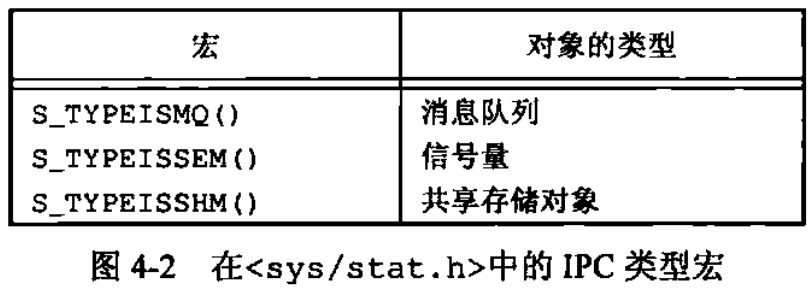 宏 对象的类型
S_TYPEISMQ() 消息队列
S_TYPEISSEM() 信号量
S_TYPEISSHM() 共享存储对象
图 4-2 在<sys/stat.h>中的 IPC 类型宏